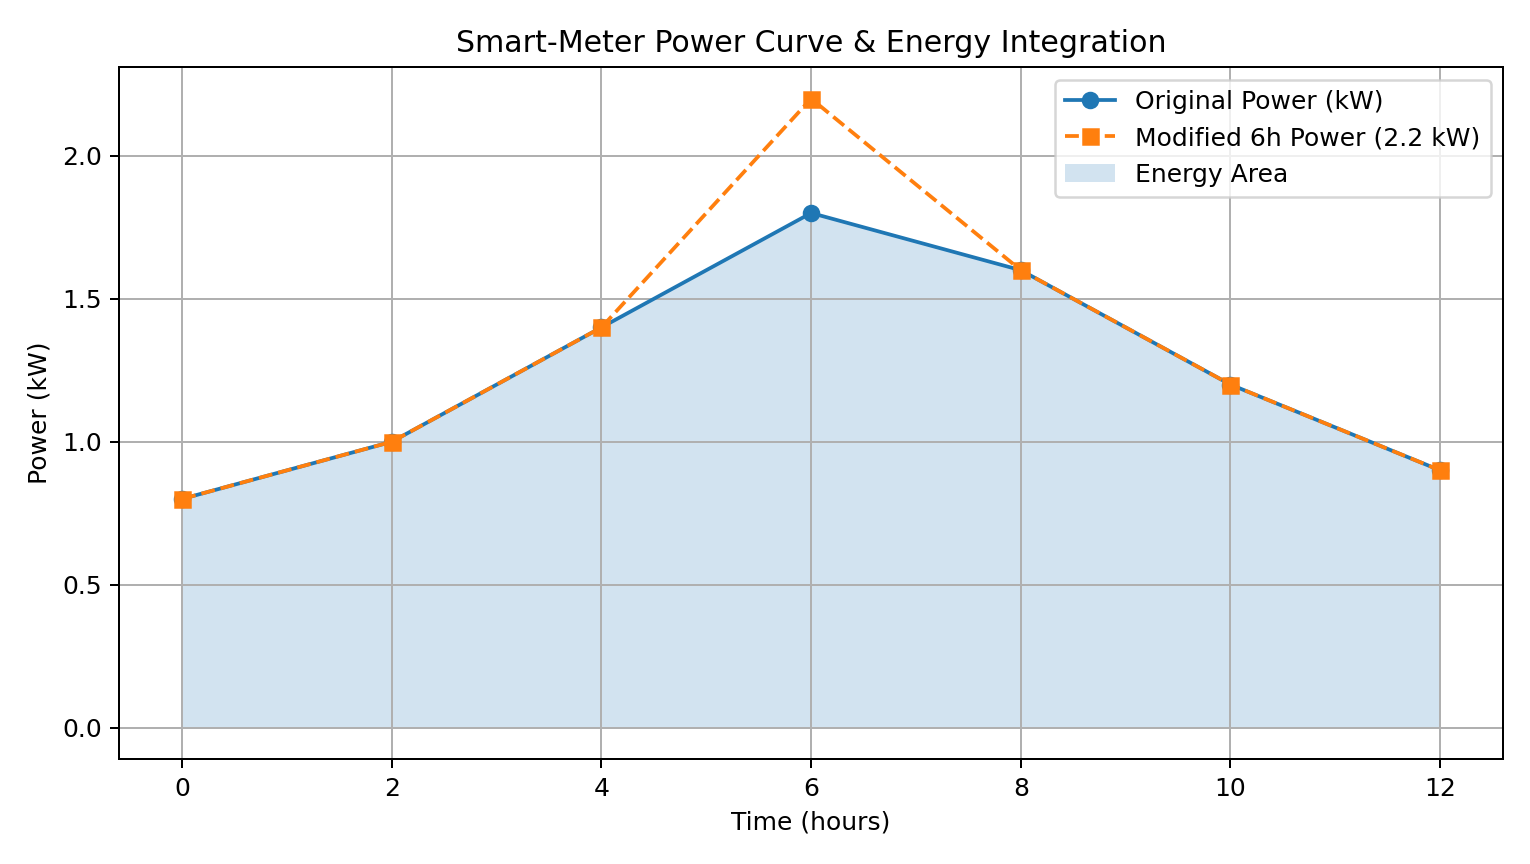 Smart-Meter Power Curve & Energy Integration
Original Power (kW)
Modified 6h Power (2.2 kW)
Energy Area
Power (kW)
2.0
1.5
1.0
0.5
0.0
0 2 4 6 8 10 12
Time (hours)